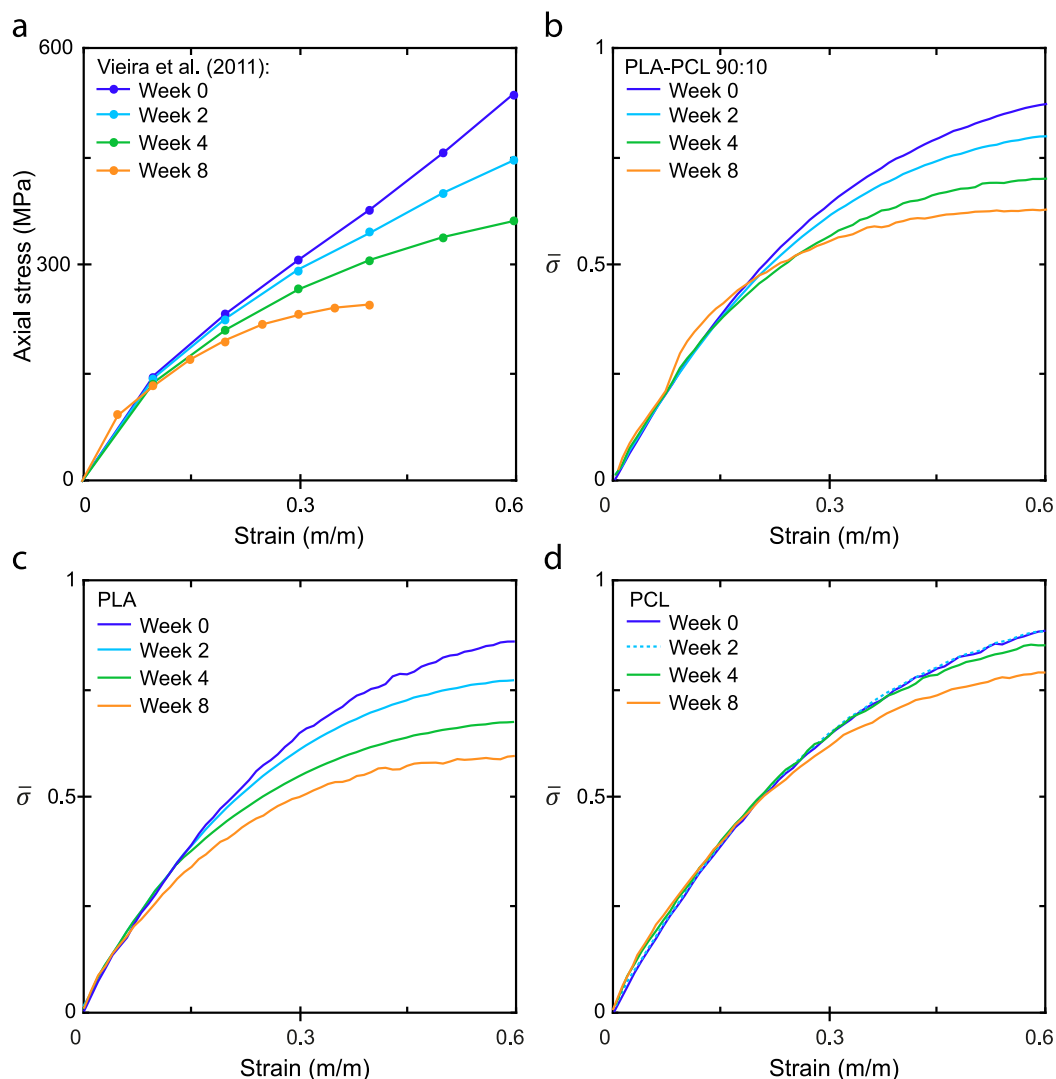 a
600
Vieira et al. (2011):
Week 0
Week 2
Week 4
Week 8
Axial stress (MPa)
300
0
0
0.3
0.6
Strain (m/m)
b
1
PLA-PCL 90:10
Week 0
Week 2
Week 4
Week 8
σ̅
0.5
0
0
0.3
0.6
Strain (m/m)
c
1
PLA
Week 0
Week 2
Week 4
Week 8
σ̅
0.5
0
0
0.3
0.6
Strain (m/m)
d
1
PCL
Week 0
Week 2
Week 4
Week 8
σ̅
0.5
0
0
0.3
0.6
Strain (m/m)